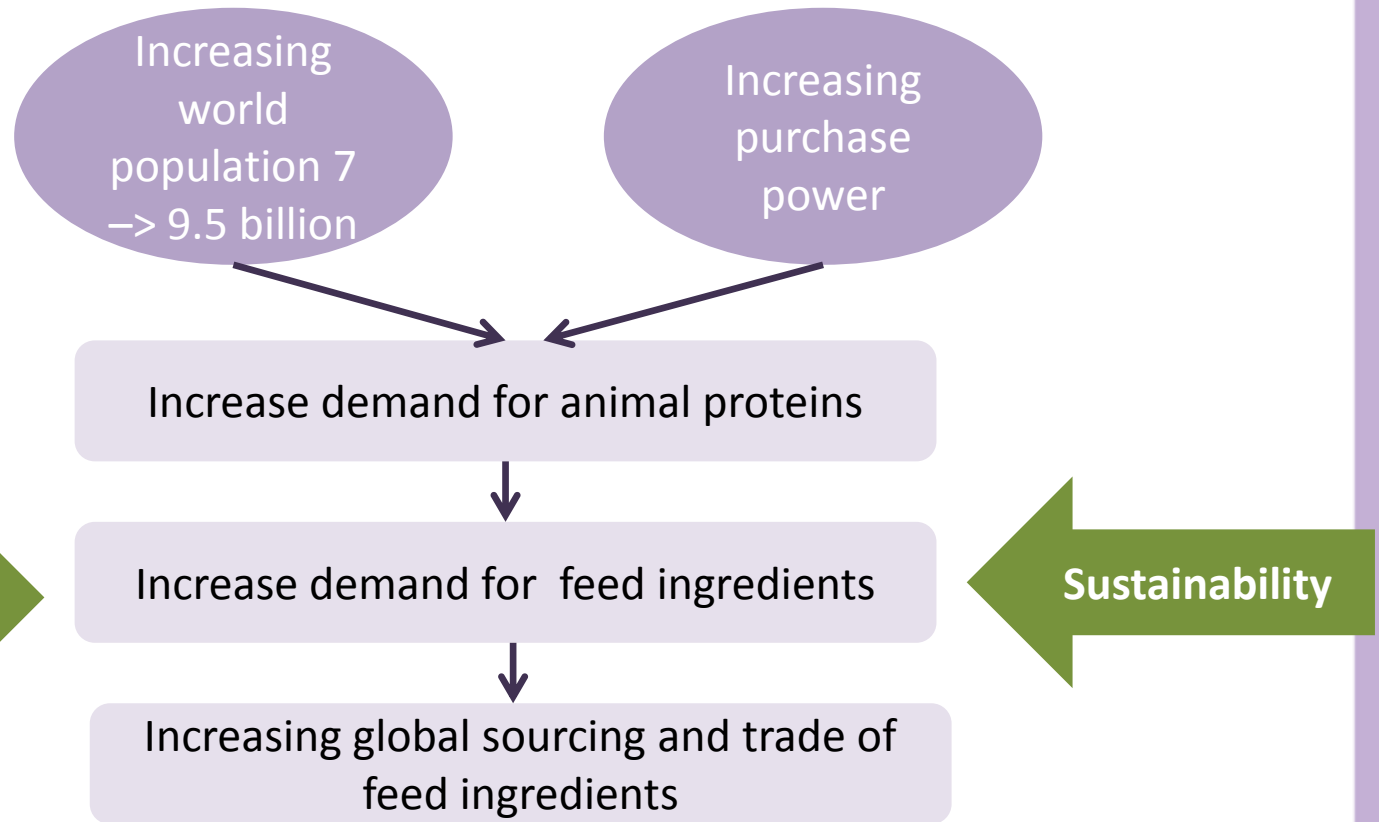 Increasing
world
population 7
–> 9.5 billion
Increasing
purchase
power
Increase demand for animal proteins
Increase demand for  feed ingredients
Sustainability
Increasing global sourcing and trade of
feed ingredients